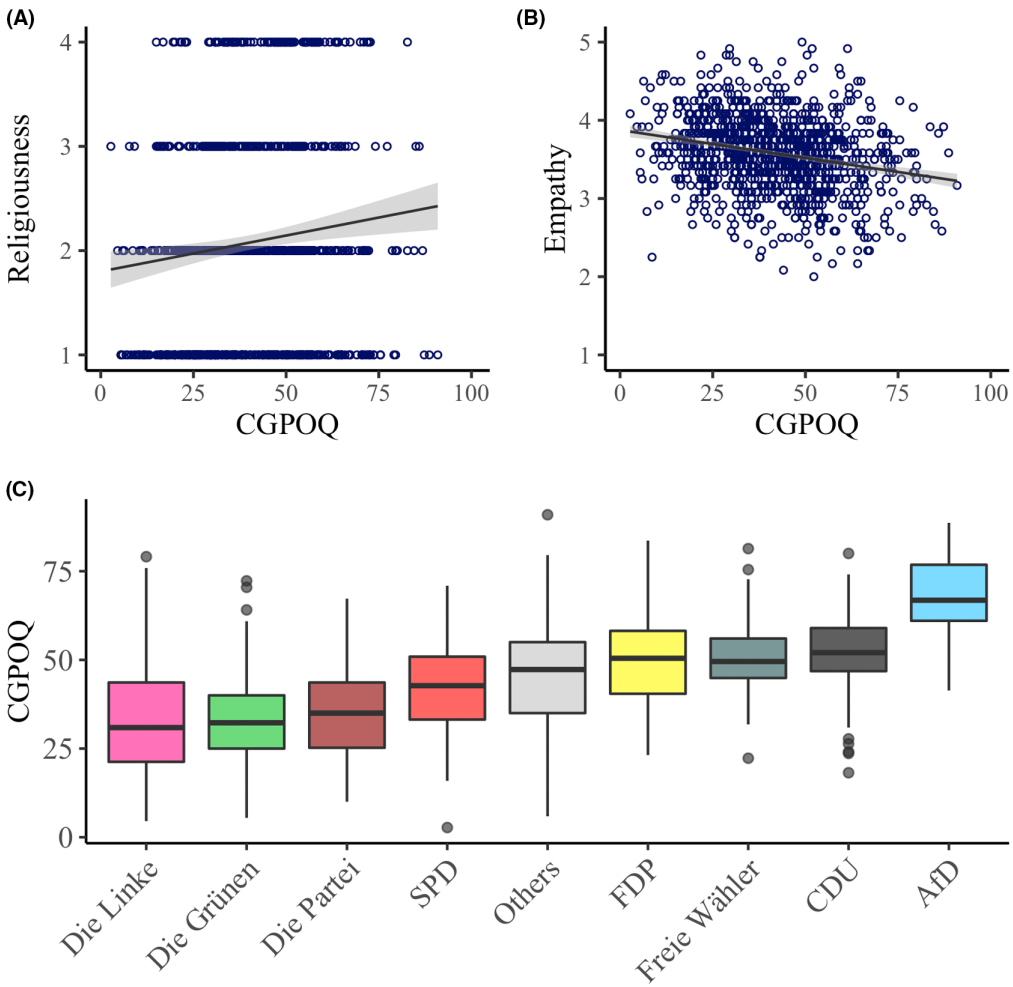 (A)
Religiousness
4
3
2
1
0
25
50
75
100
CGPOQ
(B)
Empathy
5
4
3
2
1
0
25
50
75
100
CGPOQ
(C)
CGPOQ
75
50
25
0
Die Linke
Die Grünen
Die Partei
SPD
Others
FDP
Freie Wähler
CDU
AfD